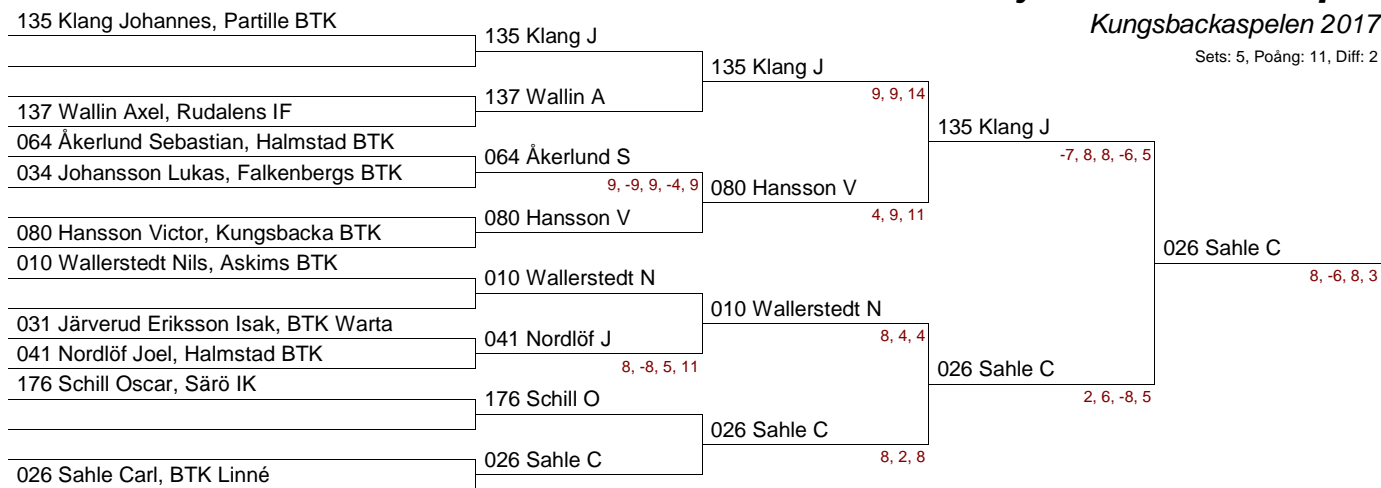 Kungsbackaspelen 2017
Sets: 5, Poång: 11, Diff: 2
135 Klang Johannes, Partille BTK
137 Wallin Axel, Rudalens IF
064 Åkerlund Sebastian, Halmstad BTK
034 Johansson Lukas, Falkenbergs BTK
080 Hansson Victor, Kungsbacka BTK
010 Wallerstedt Nils, Askims BTK
031 Järverud Eriksson Isak, BTK Warta
041 Nordlöf Joel, Halmstad BTK
176 Schill Oscar, Särö IK
026 Sahle Carl, BTK Linné
135 Klang J
137 Wallin A
064 Åkerlund S
9, -9, 9, -4, 9
080 Hansson V
010 Wallerstedt N
041 Nordlöf J
8, -8, 5, 11
176 Schill O
026 Sahle C
135 Klang J
9, 9, 14
080 Hansson V
4, 9, 11
010 Wallerstedt N
8, 4, 4
026 Sahle C
8, 2, 8
135 Klang J
-7, 8, 8, -6, 5
026 Sahle C
2, 6, -8, 5
026 Sahle C
8, -6, 8, 3